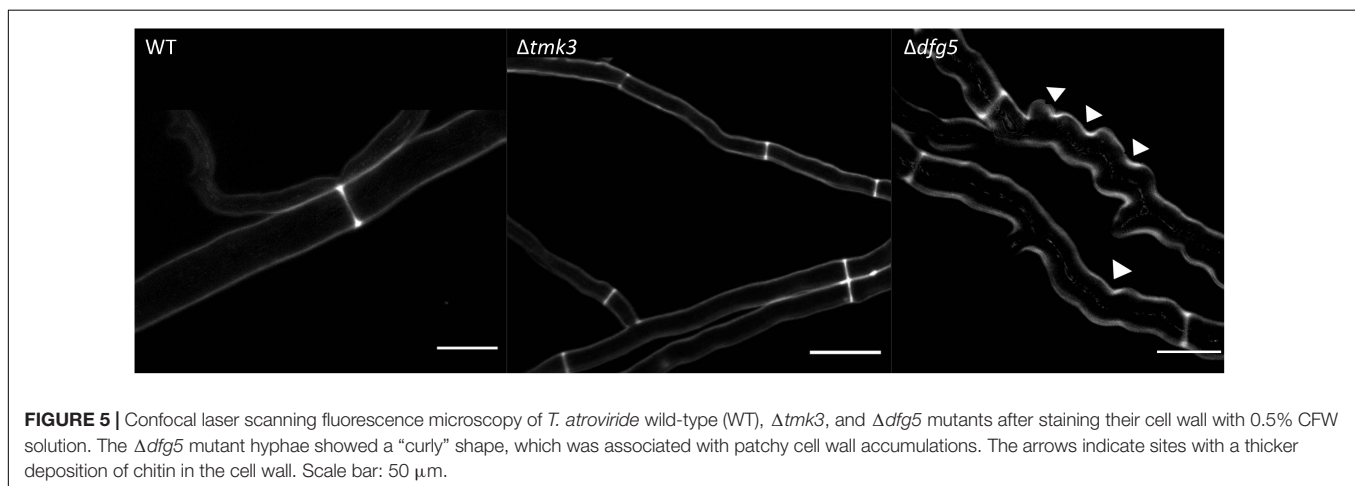 WT
Δtmk3
Δdfg5
FIGURE 5 | Confocal laser scanning fluorescence microscopy of T. atroviride wild-type (WT), Δtmk3, and Δdfg5 mutants after staining their cell wall with 0.5% CFW
solution. The Δdfg5 mutant hyphae showed a “curly” shape, which was associated with patchy cell wall accumulations. The arrows indicate sites with a thicker
deposition of chitin in the cell wall. Scale bar: 50 μm.